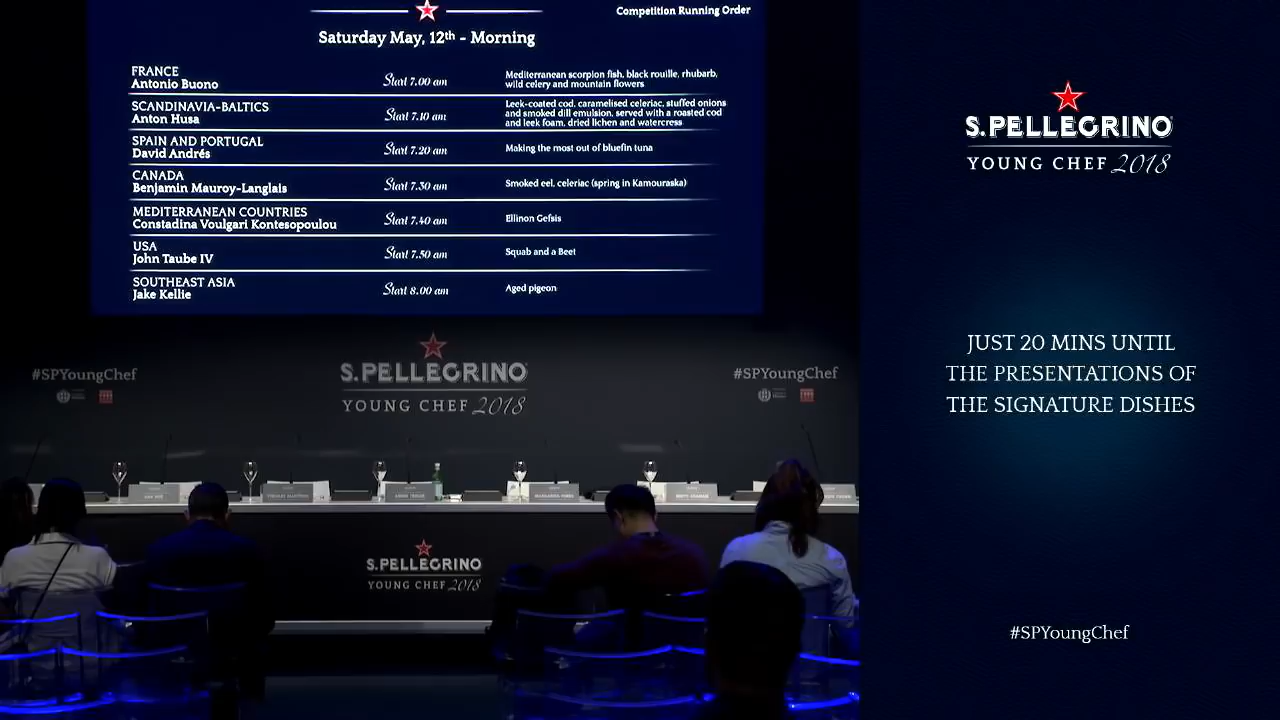 Competition Running Order
Saturday May, 12th - Morning
FRANCE
Antonio Buono
Start 7.00 am
Mediterranean scorpion fish, black rouille, rhubarb,
wild celery and mountain flowers
SCANDINAVIA-BALTICS
Anton Husa
Start 7.10 am
Leek-coated cod, caramelised celeriac, stuffed onions
and smoked dill emulsion, served with a roasted cod
and leek foam, dried lichen and watercress
SPAIN AND PORTUGAL
David Andrés
Start 7.20 am
Making the most out of bluefin tuna
CANADA
Benjamin Mauroy-Langlais
Start 7.30 am
Smoked eel, celeriac (spring in Kamouraska)
MEDITERRANEAN COUNTRIES
Constadina Voulgari Kontesopoulou
Start 7.40 am
Ellinon Gefsis
USA
John Taube IV
Start 7.50 am
Squab and a Beet
SOUTHEAST ASIA
Jake Kellie
Start 8.00 am
Aged pigeon
#SPYoungChef
S.PELLEGRINO
YOUNG CHEF 2018
#SPYoungChef
S.PELLEGRINO
YOUNG CHEF 2018
S.PELLEGRINO
YOUNG CHEF 2018
JUST 20 MINS UNTIL
THE PRESENTATIONS OF
THE SIGNATURE DISHES
#SPYoungChef